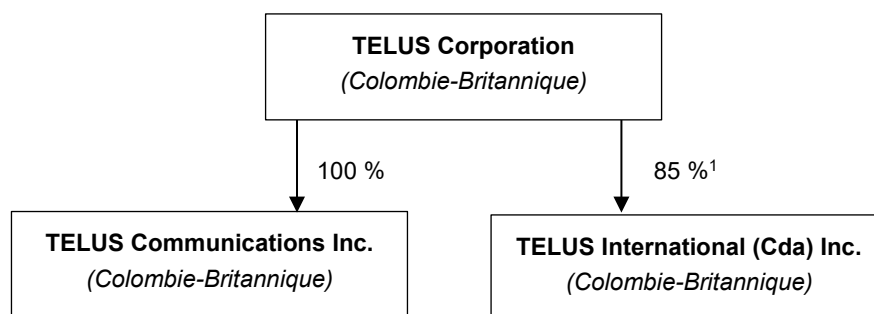 TELUS Corporation
(Colombie-Britannique)
100 %
85 %¹
TELUS Communications Inc.
(Colombie-Britannique)
TELUS International (Cda) Inc.
(Colombie-Britannique)